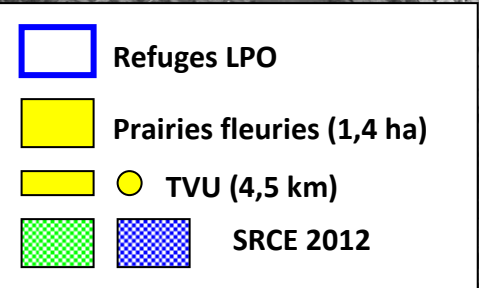 Refuges LPO
Prairies fleuries (1,4 ha)
TVU (4,5 km)
SRCE 2012